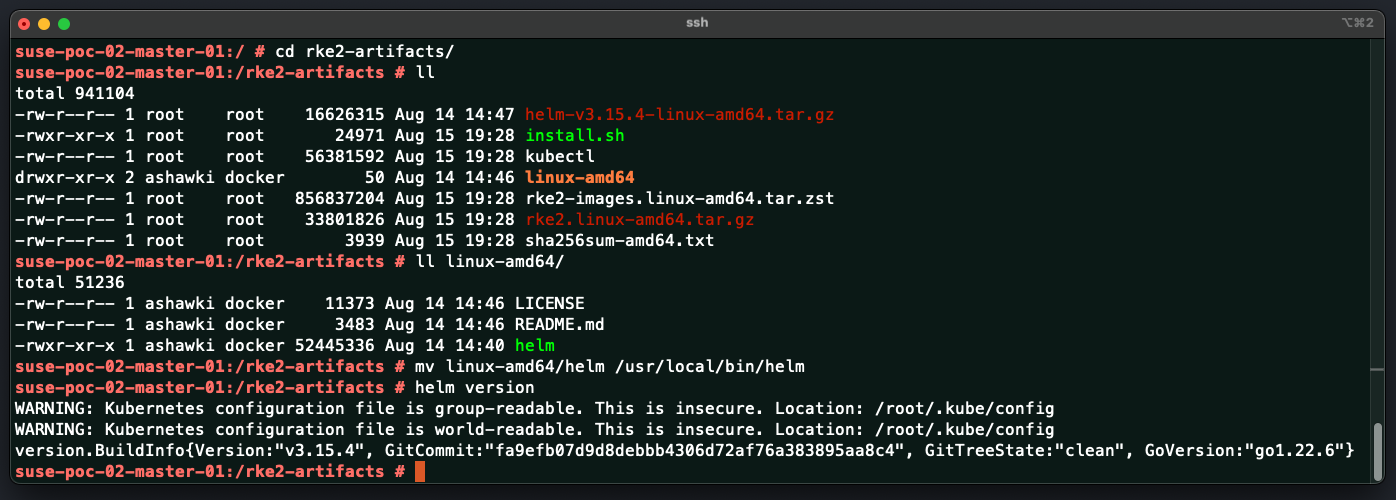 ssh
⌥⌘2
suse-poc-02-master-01:/ # cd rke2-artifacts/
suse-poc-02-master-01:/rke2-artifacts # ll
total 941104
-rw-r--r-- 1 root    root    16626315 Aug 14 14:47 helm-v3.15.4-linux-amd64.tar.gz
-rwxr-xr-x 1 root    root       24971 Aug 15 19:28 install.sh
-rw-r--r-- 1 root    root    56381592 Aug 15 19:28 kubectl
drwxr-xr-x 2 ashawki docker        50 Aug 14 14:46 linux-amd64
-rw-r--r-- 1 root    root   856837204 Aug 15 19:28 rke2-images.linux-amd64.tar.zst
-rw-r--r-- 1 root    root    33801826 Aug 15 19:28 rke2.linux-amd64.tar.gz
-rw-r--r-- 1 root    root        3939 Aug 15 19:28 sha256sum-amd64.txt
suse-poc-02-master-01:/rke2-artifacts # ll linux-amd64/
total 51236
-rw-r--r-- 1 ashawki docker    11373 Aug 14 14:46 LICENSE
-rw-r--r-- 1 ashawki docker     3483 Aug 14 14:46 README.md
-rwxr-xr-x 1 ashawki docker 52445336 Aug 14 14:40 helm
suse-poc-02-master-01:/rke2-artifacts # mv linux-amd64/helm /usr/local/bin/helm
suse-poc-02-master-01:/rke2-artifacts # helm version
WARNING: Kubernetes configuration file is group-readable. This is insecure. Location: /root/.kube/config
WARNING: Kubernetes configuration file is world-readable. This is insecure. Location: /root/.kube/config
version.BuildInfo{Version:"v3.15.4", GitCommit:"fa9efb07d9d8debbb4306d72af76a383895aa8c4", GitTreeState:"clean", GoVersion:"go1.22.6"}
suse-poc-02-master-01:/rke2-artifacts #